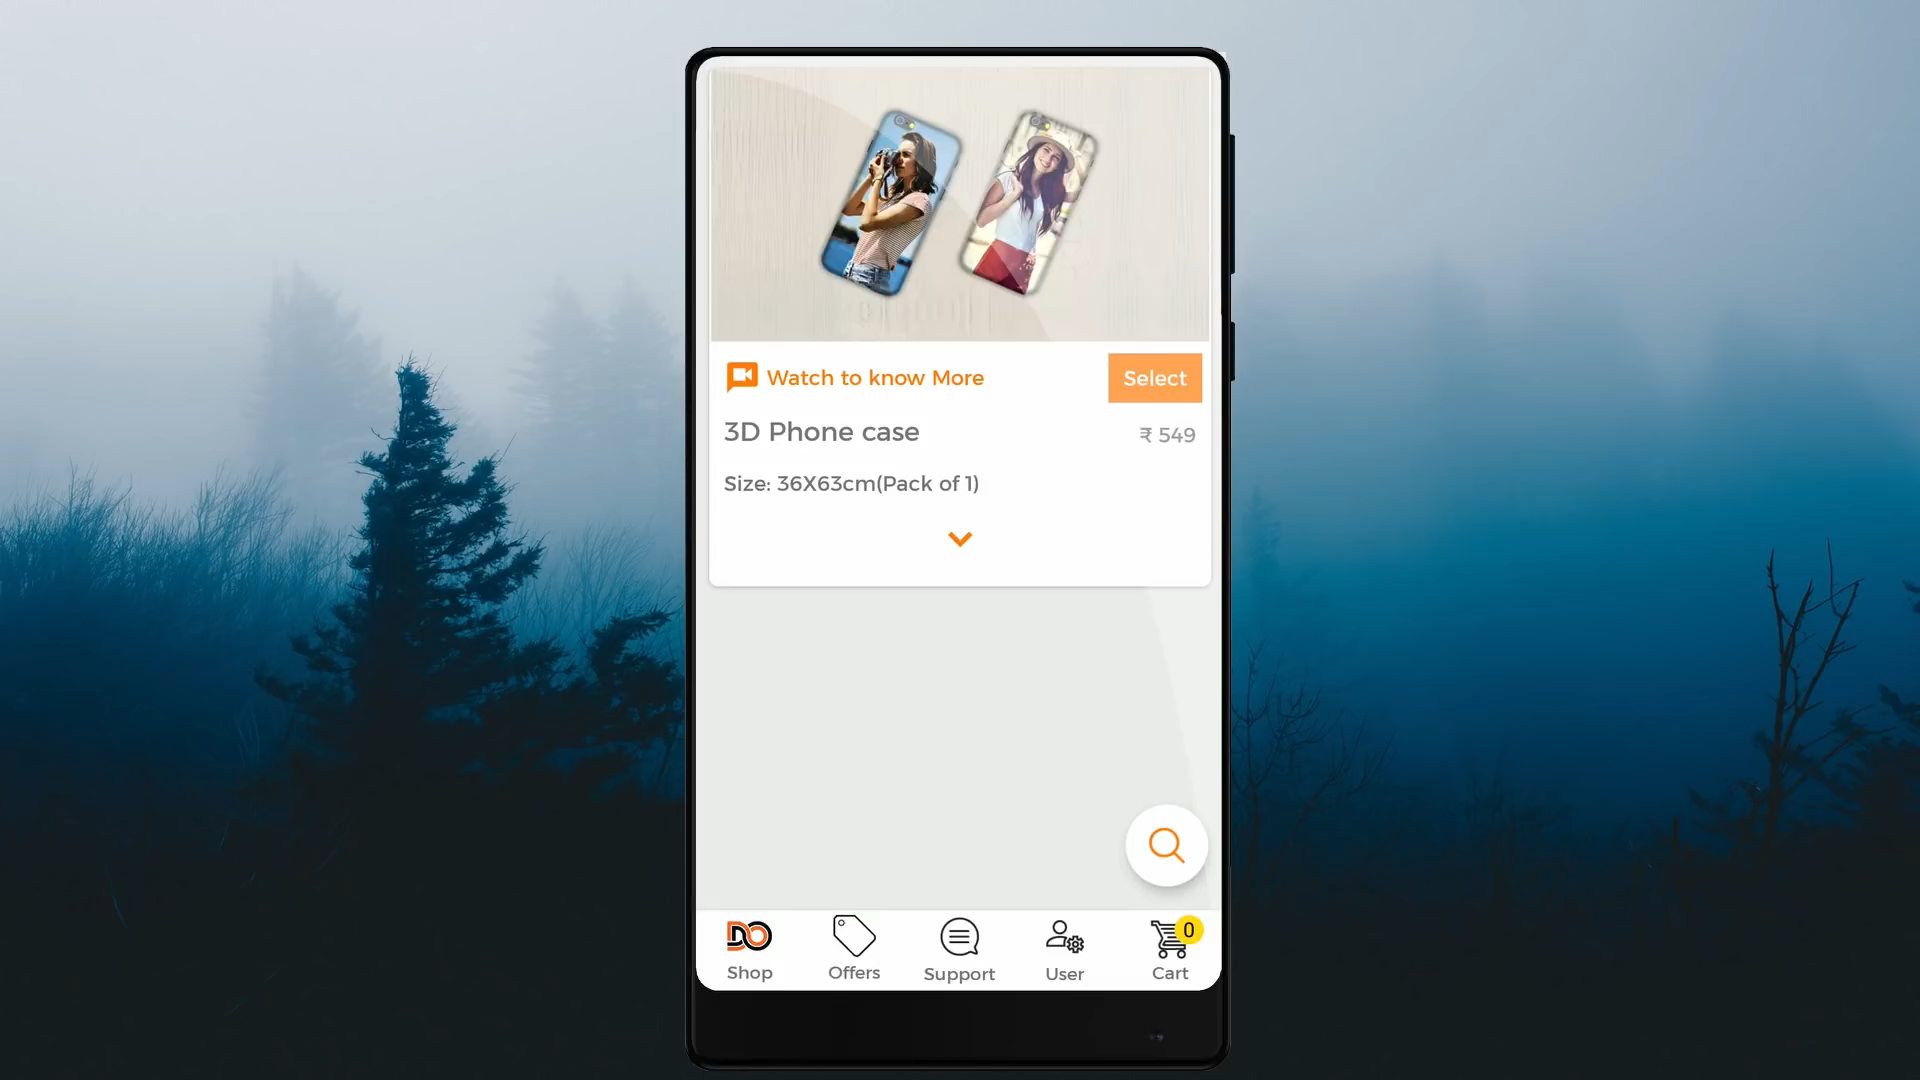 Watch to know More
Select
3D Phone case
₹ 549
Size: 36X63cm(Pack of 1)
DO
0
Shop
Offers
Support
User
Cart